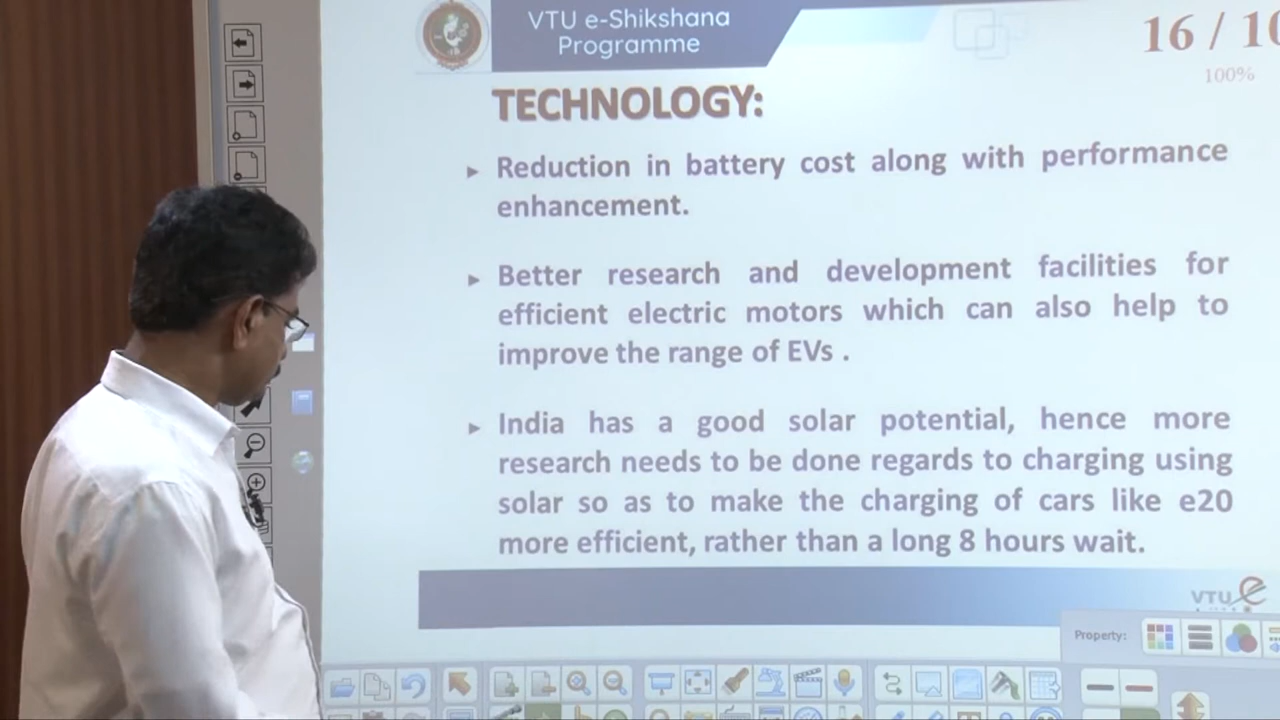 VTU e-Shikshana
Programme
16 / 10
100%
TECHNOLOGY:
Reduction in battery cost along with performance
enhancement.
Better research and development facilities for
efficient electric motors which can also help to
improve the range of EVs .
India has a good solar potential, hence more
research needs to be done regards to charging using
solar so as to make the charging of cars like e20
more efficient, rather than a long 8 hours wait.
VTU e
Property: